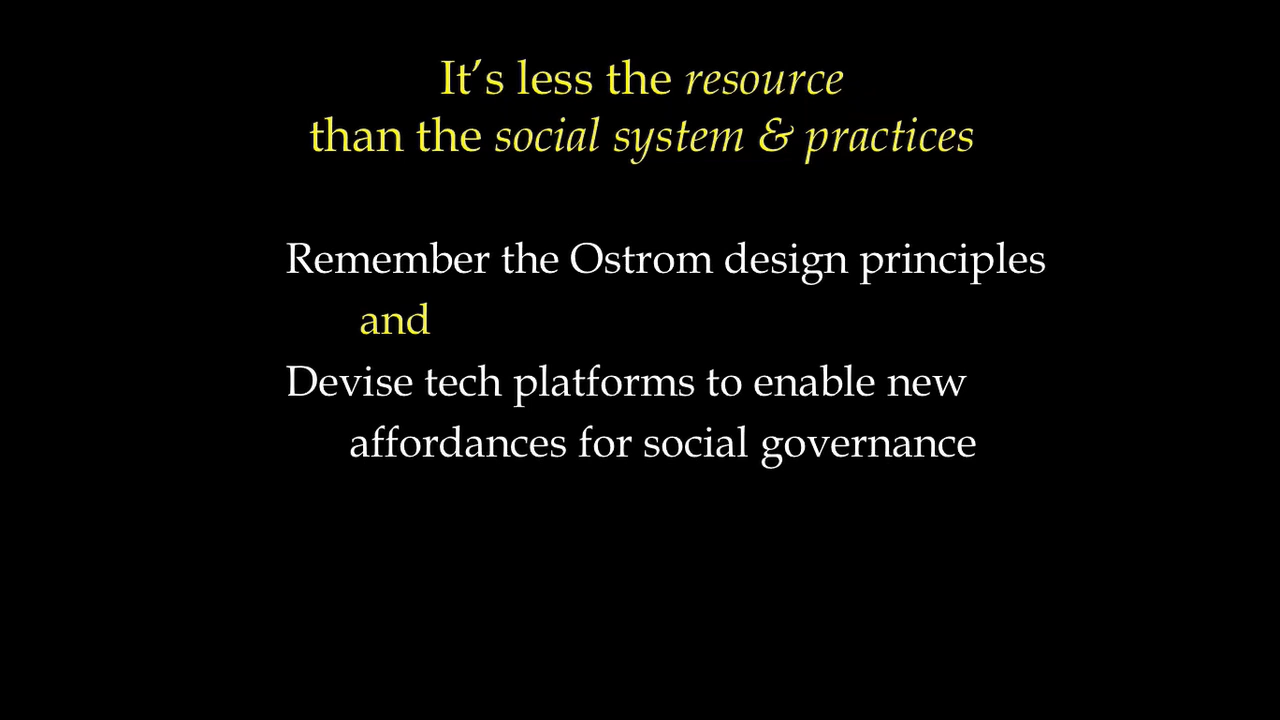 It’s less the resource
than the social system & practices
Remember the Ostrom design principles
and
Devise tech platforms to enable new
affordances for social governance